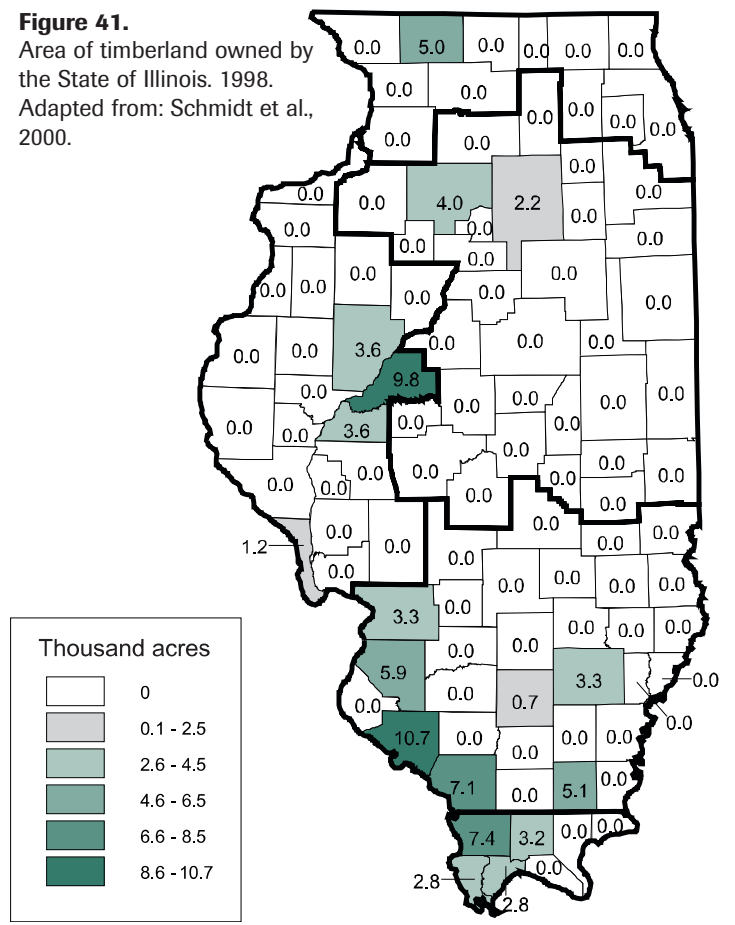 Figure 41.
Area of timberland owned by
the State of Illinois. 1998.
Adapted from: Schmidt et al.,
2000.
0.0 5.0 0.0 0.0 0.0 0.0
0.0 0.0 0.0 0.0 0.0
0.0 0.0 0.0
0.0 0.0 4.0 2.2 0.0 0.0
0.0 0.0 0.0 0.0
0.0 0.0 0.0
0.0 0.0 0.0 0.0 0.0 0.0 0.0
0.0 0.0 3.6 0.0 0.0 0.0
0.0 9.8 0.0 0.0 0.0 0.0
0.0 0.0 3.6 0.0 0.0 0.0
0.0 0.0 0.0 0.0 0.0 0.0 0.0
0.0 0.0
1.2 0.0 0.0 0.0 0.0 0.0
0.0 0.0 0.0 0.0 0.0 0.0
3.3 0.0 0.0 0.0 0.0 0.0
5.9 0.0 3.3 0.0
0.0 0.0 0.7 0.0
10.7 0.0 0.0 0.0 0.0
7.1 0.0 5.1 0.0
7.4 3.2 0.0 0.0
2.8 2.8 0.0
Thousand acres
0
0.1 - 2.5
2.6 - 4.5
4.6 - 6.5
6.6 - 8.5
8.6 - 10.7